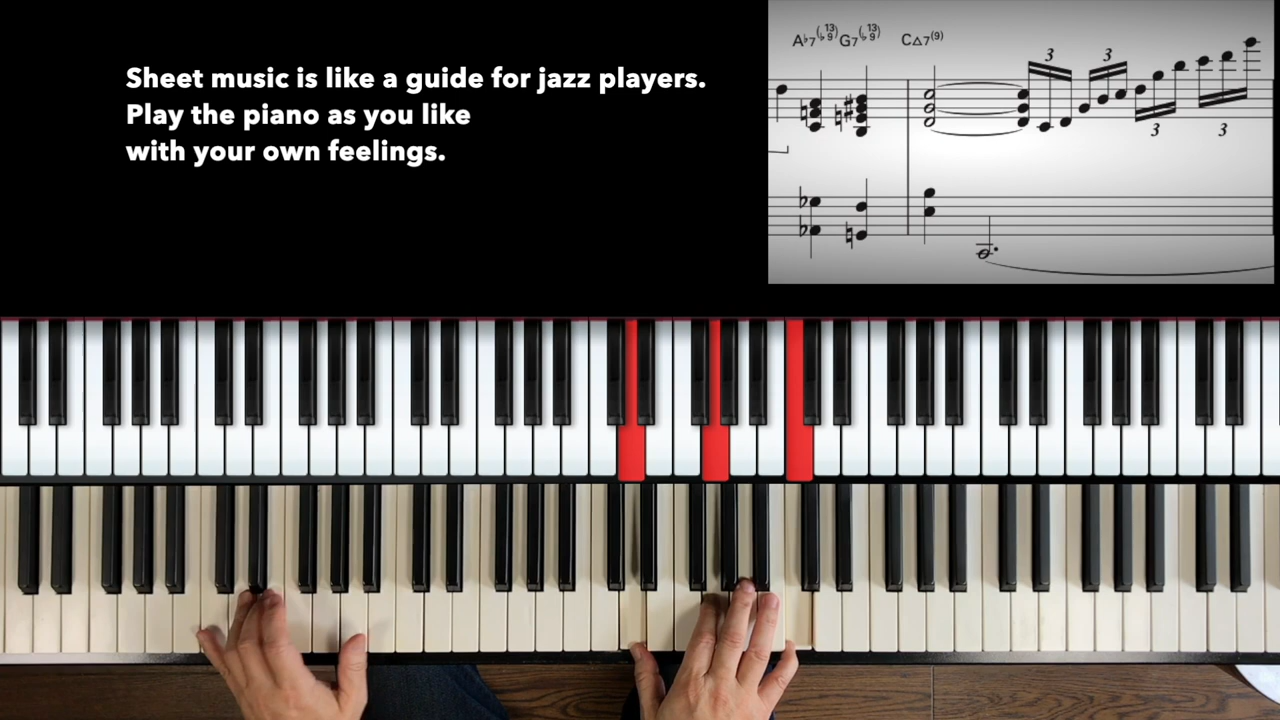 Sheet music is like a guide for jazz players.
Play the piano as you like
with your own feelings.
A♭7(♭9 13) G7(♭9 13) C△7(9)
3 3
3 3